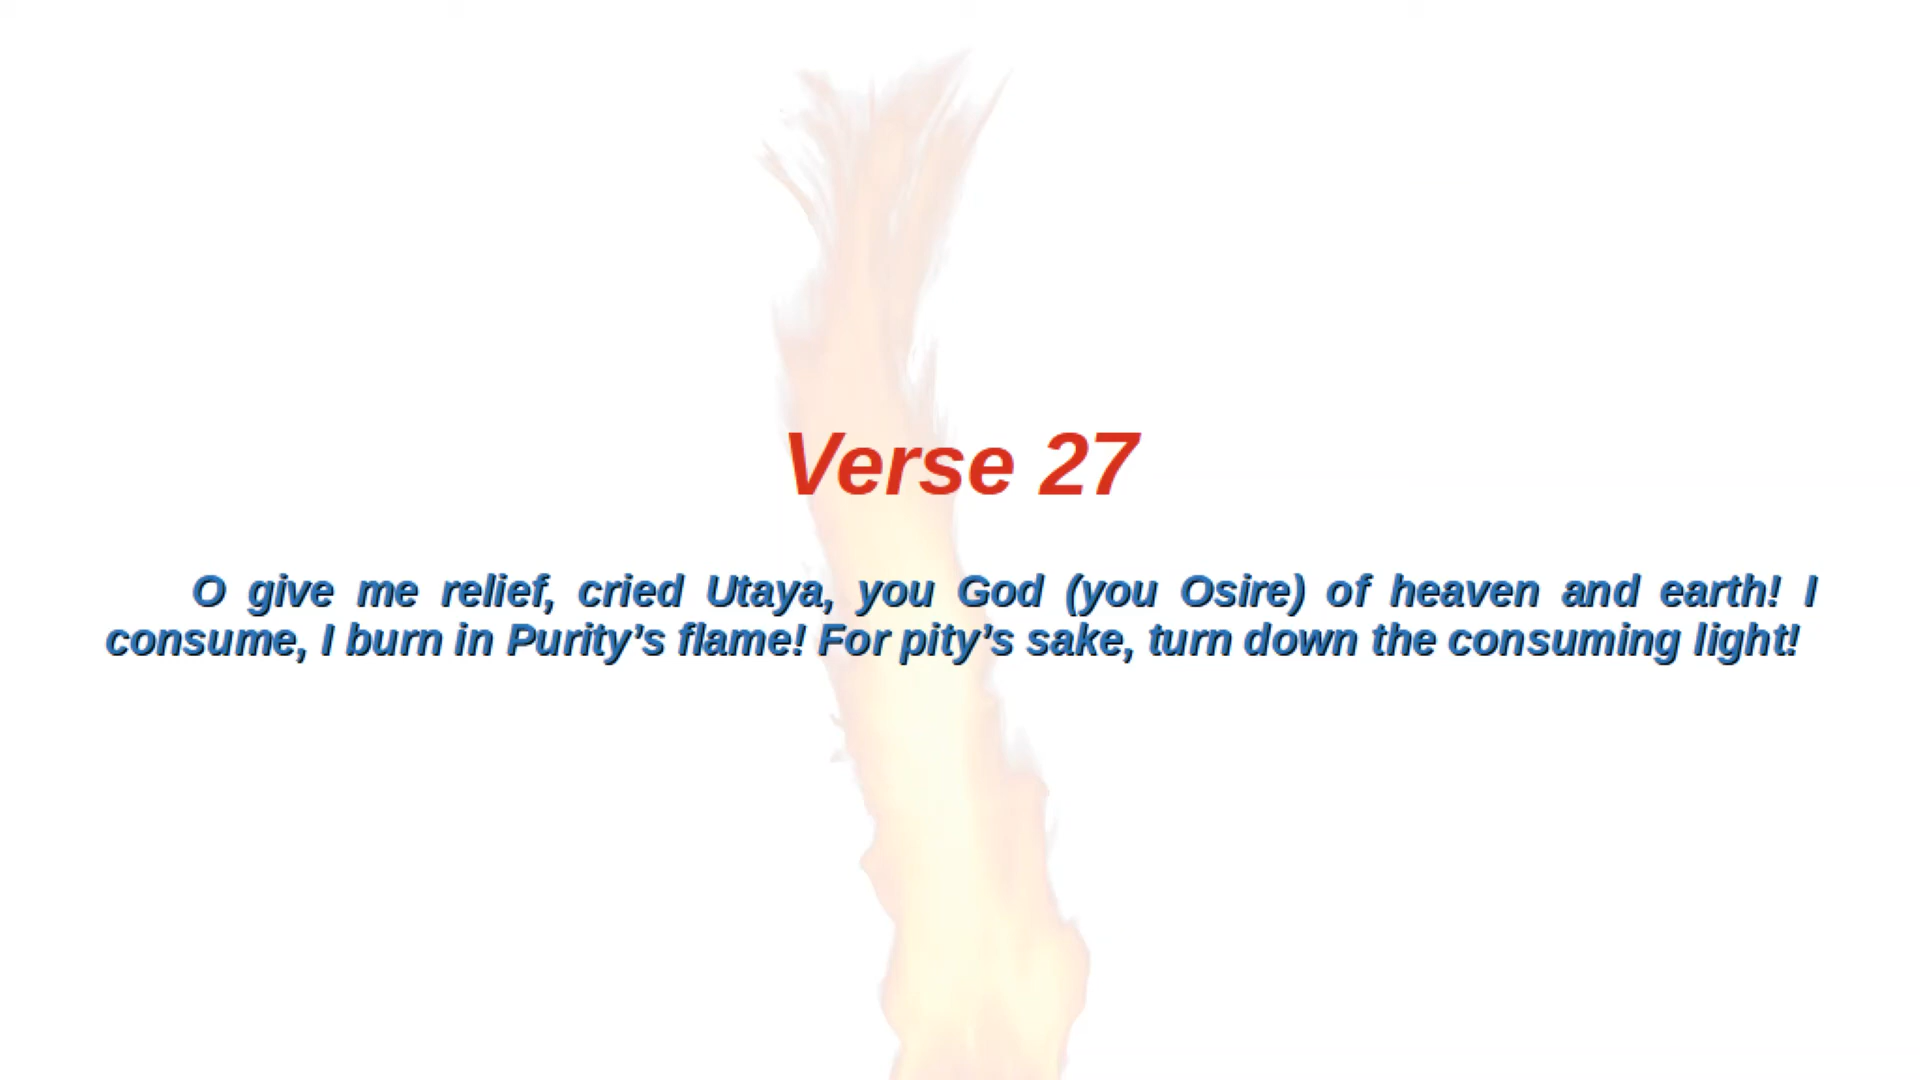 Verse 27
O give me relief, cried Utaya, you God (you Osire) of heaven and earth! I
consume, I burn in Purity’s flame! For pity’s sake, turn down the consuming light!